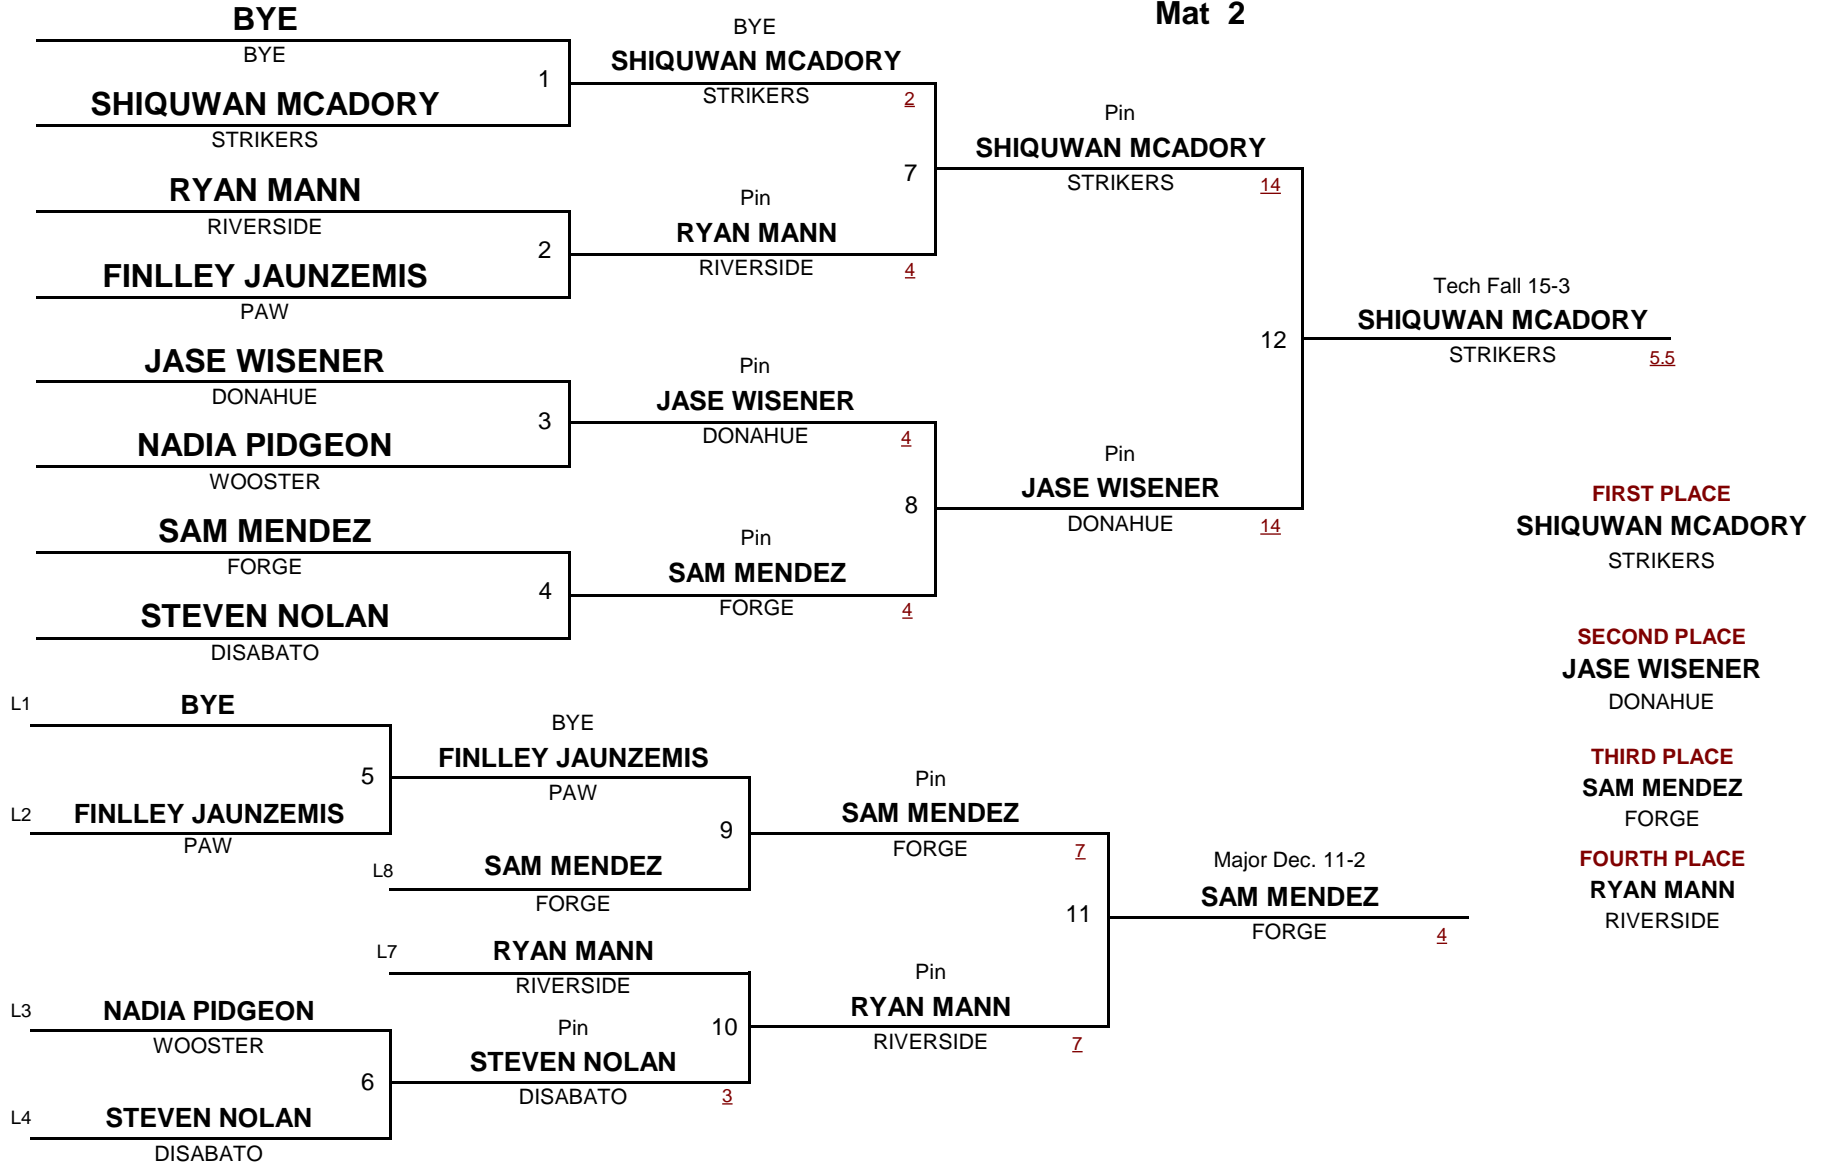 Mat 2
BYE
BYE
1
SHIQUWAN MCADORY
STRIKERS
RYAN MANN
RIVERSIDE
2
FINLLEY JAUNZEMIS
PAW
JASE WISENER
DONAHUE
3
NADIA PIDGEON
WOOSTER
SAM MENDEZ
FORGE
4
STEVEN NOLAN
DISABATO
BYE
SHIQUWAN MCADORY
STRIKERS 2
7
Pin
RYAN MANN
RIVERSIDE 4
Pin
JASE WISENER
DONAHUE 4
8
Pin
SAM MENDEZ
FORGE 4
Pin
SHIQUWAN MCADORY
STRIKERS 14
12
Pin
JASE WISENER
DONAHUE 14
Tech Fall 15-3
SHIQUWAN MCADORY
STRIKERS 5.5
FIRST PLACE
SHIQUWAN MCADORY
STRIKERS
SECOND PLACE
JASE WISENER
DONAHUE
THIRD PLACE
SAM MENDEZ
FORGE
FOURTH PLACE
RYAN MANN
RIVERSIDE
L1 BYE
5
L2 FINLLEY JAUNZEMIS
PAW
L3 NADIA PIDGEON
WOOSTER
6
L4 STEVEN NOLAN
DISABATO
BYE
FINLLEY JAUNZEMIS
PAW
9
L8 SAM MENDEZ
FORGE
L7 RYAN MANN
RIVERSIDE
10
Pin
STEVEN NOLAN
DISABATO 3
Pin
SAM MENDEZ
FORGE 7
11
Pin
RYAN MANN
RIVERSIDE 7
Major Dec. 11-2
SAM MENDEZ
FORGE 4